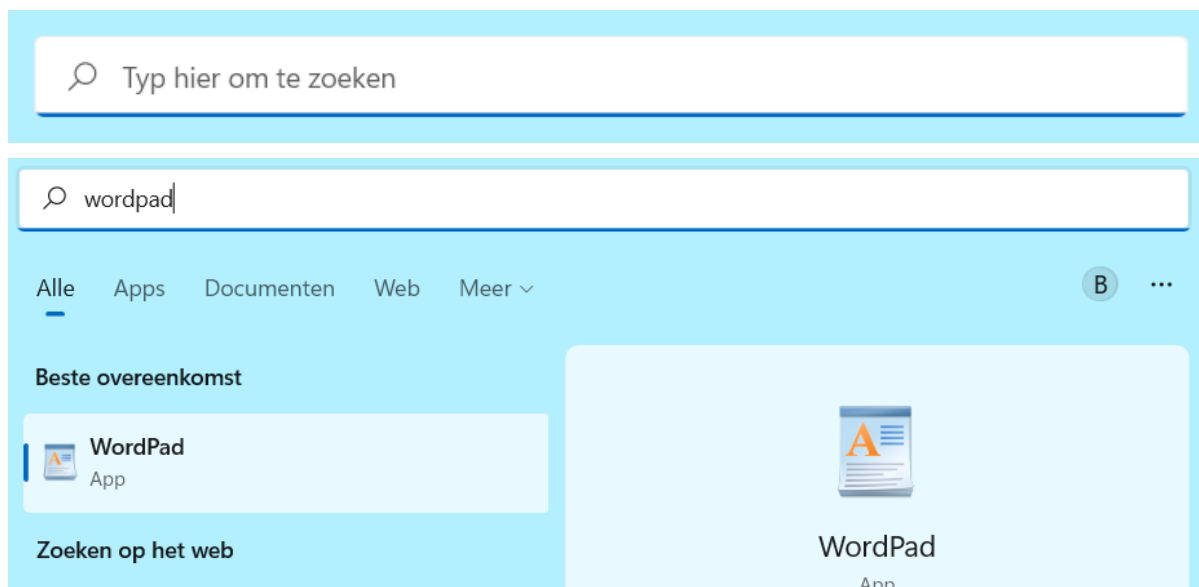 Typ hier om te zoeken
wordpad
Alle Apps Documenten Web Meer B ...
Beste overeenkomst
WordPad
App
Zoeken op het web
WordPad
App